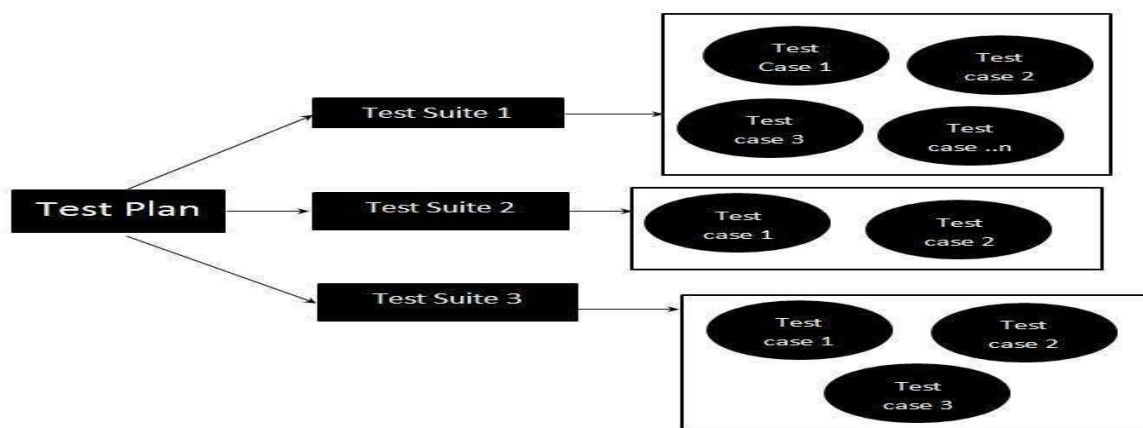 Test Plan
Test Suite 1
Test
Case 1
Test
case 2
Test
case 3
Test
case ..n
Test Suite 2
Test
case 1
Test
case 2
Test Suite 3
Test
case 1
Test
case 2
Test
case 3